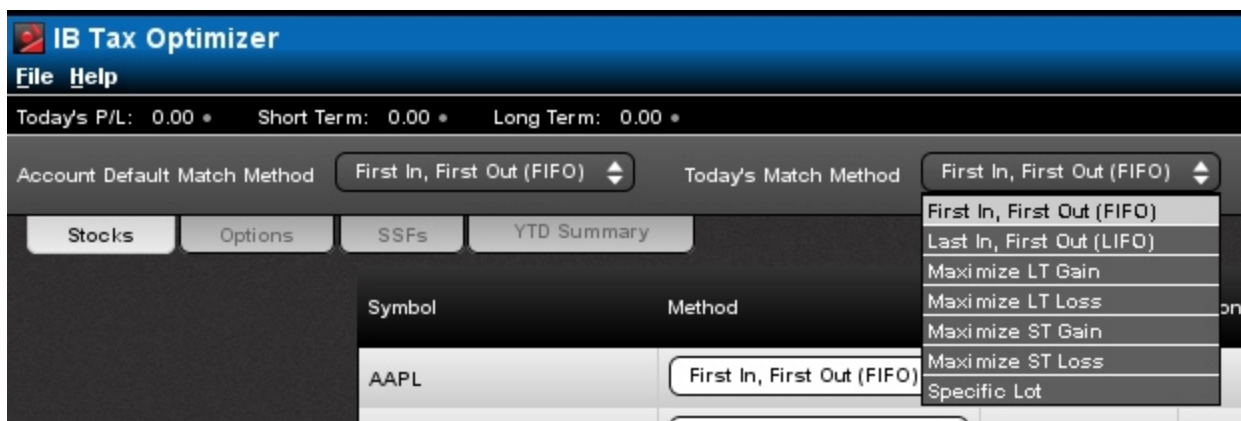 IB Tax Optimizer
File Help
Today's P/L: 0.00 Short Term: 0.00 Long Term: 0.00
Account Default Match Method First In, First Out (FIFO) Today's Match Method First In, First Out (FIFO)
First In, First Out (FIFO)
Stocks Options SSFs YTD Summary
Last In, First Out (LIFO)
Maximize LT Gain
Symbol Method Maximize LT Loss
Maximize ST Gain
Maximize ST Loss
AAPL First In, First Out (FIFO)
Specific Lot